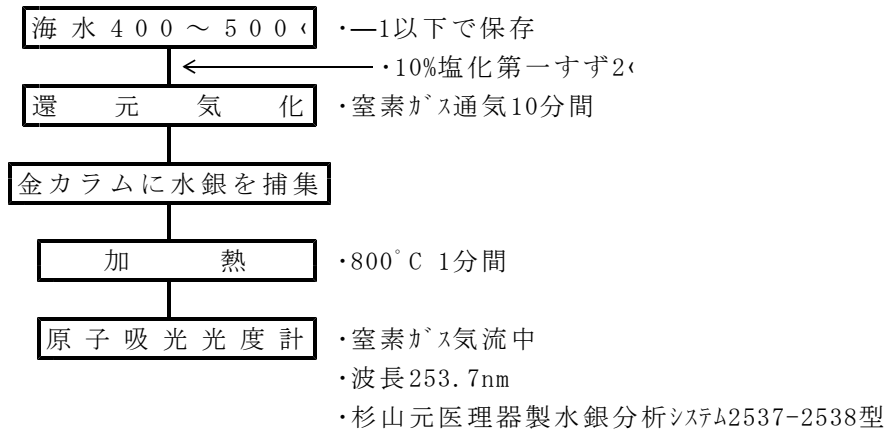 海水400～500 ・―1以下で保存
・10%塩化第一すず2
還元気化 ・窒素ガス通気10分間
金カラムに水銀を捕集
加熱 ・800°C 1分間
原子吸光光度計 ・窒素ガス気流中
・波長253.7nm
・杉山元医理器製水銀分析システム2537-2538型